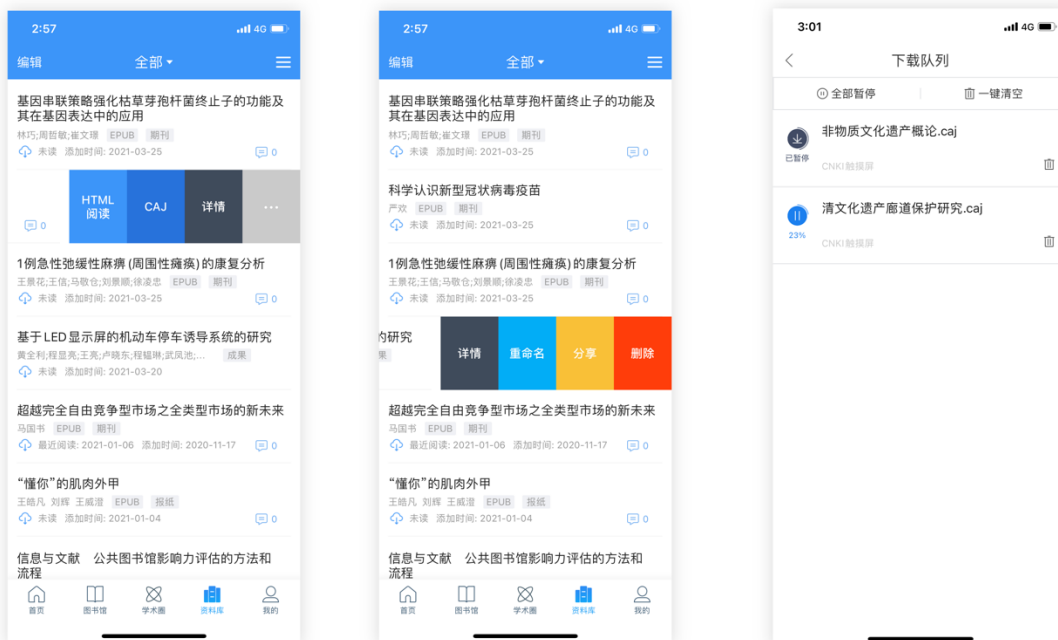 2:57
4G
编辑
全部
基因串联策略强化枯草芽孢杆菌终止子的功能及
其在基因表达中的应用
林巧;周哲敏;崔文璟 EPUB 期刊
未读 添加时间: 2021-03-25 0
0 HTML
阅读 CAJ 详情 ...
1例急性弛缓性麻痹(周围性瘫痪)的康复分析
王景花;王信;马敬仓;刘景顺;徐凌忠 EPUB 期刊
未读 添加时间: 2021-03-25 0
基于LED显示屏的机动车停车诱导系统的研究
黄全利;程显亮;王亮;卢晓东;程韫琳;武凤池;... 成果
未读 添加时间: 2021-03-20
超越完全自由竞争型市场之全类型市场的新未来
马国书 EPUB 期刊
最近阅读: 2021-01-06 添加时间: 2020-11-17 0
“懂你”的肌肉外甲
王皓凡 刘辉 王威澄 EPUB 报纸
未读 添加时间: 2021-01-04 0
信息与文献 公共图书馆影响力评估的方法和
流程
首页 图书馆 学术圈 资料库 我的
2:57
4G
编辑
全部
基因串联策略强化枯草芽孢杆菌终止子的功能及
其在基因表达中的应用
林巧;周哲敏;崔文璟 EPUB 期刊
未读 添加时间: 2021-03-25 0
科学认识新型冠状病毒疫苗
严欢 EPUB 期刊
未读 添加时间: 2021-03-25 0
1例急性弛缓性麻痹(周围性瘫痪)的康复分析
王景花;王信;马敬仓;刘景顺;徐凌忠 EPUB 期刊
未读 添加时间: 2021-03-25 0
的研究
果 详情 重命名 分享 删除
超越完全自由竞争型市场之全类型市场的新未来
马国书 EPUB 期刊
最近阅读: 2021-01-06 添加时间: 2020-11-17 0
“懂你”的肌肉外甲
王皓凡 刘辉 王威澄 EPUB 报纸
未读 添加时间: 2021-01-04 0
信息与文献 公共图书馆影响力评估的方法和
流程
首页 图书馆 学术圈 资料库 我的
3:01
4G
下载队列
全部暂停 一键清空
非物质文化遗产概论.caj
已暂停
CNKI触摸屏
清文化遗产廊道保护研究.caj
23%
CNKI触摸屏